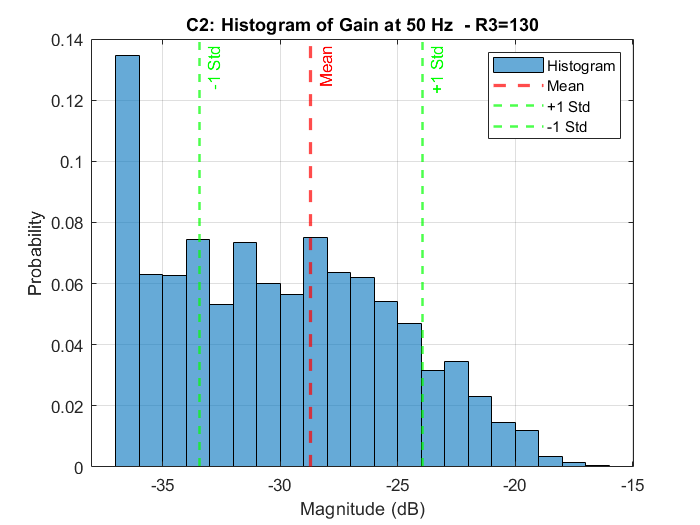 C2: Histogram of Gain at 50 Hz  - R3=130
0.14
0.12
0.1
0.08
0.06
0.04
0.02
0
Probability
-1 Std
Mean
+1 Std
Histogram
Mean
+1 Std
-1 Std
-35
-30
-25
-20
-15
Magnitude (dB)